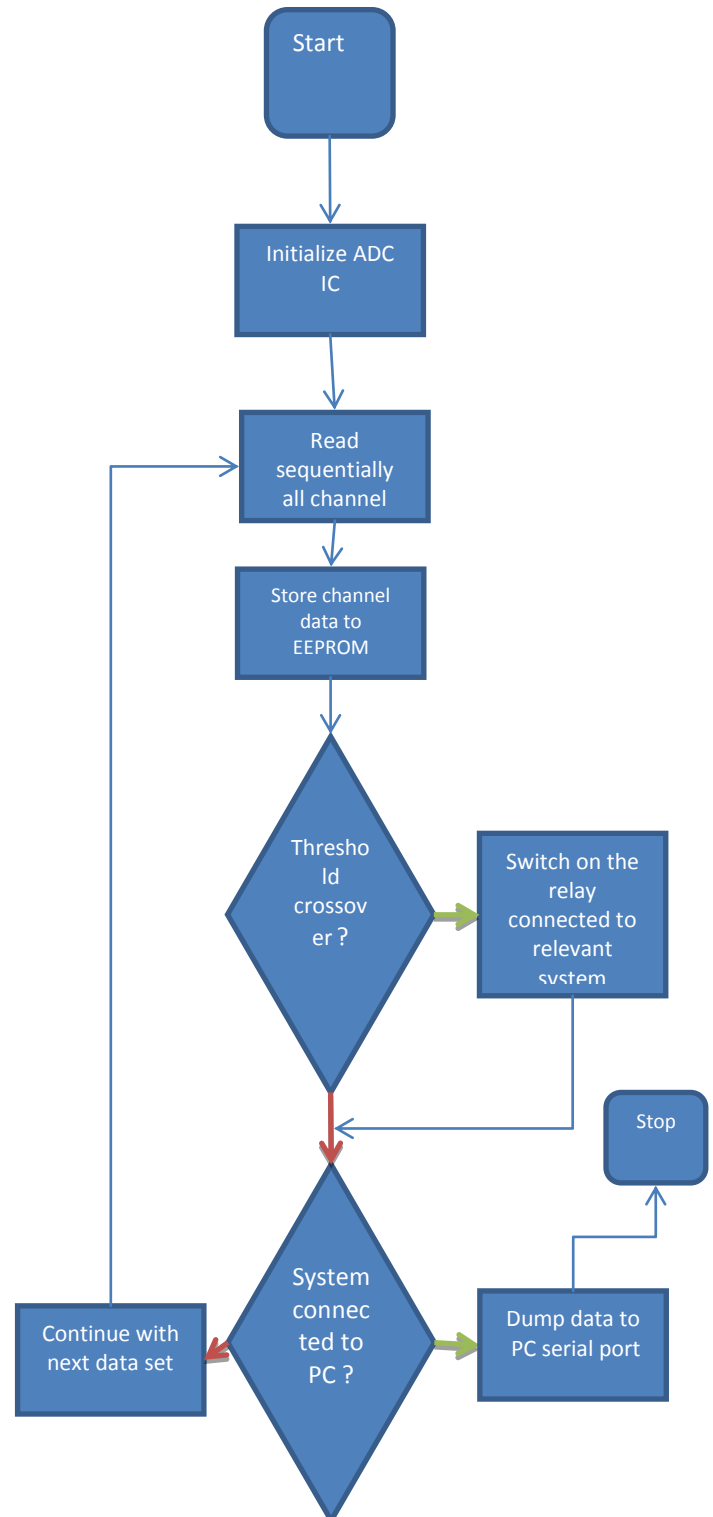 Start
Initialize ADC
IC
Read
sequentially
all channel
Store channel
data to
EEPROM
Thresho
ld
crossov
er ?
Switch on the
relay
connected to
relevant
system
Stop
System
connec
ted to
PC ?
Dump data to
PC serial port
Continue with
next data set